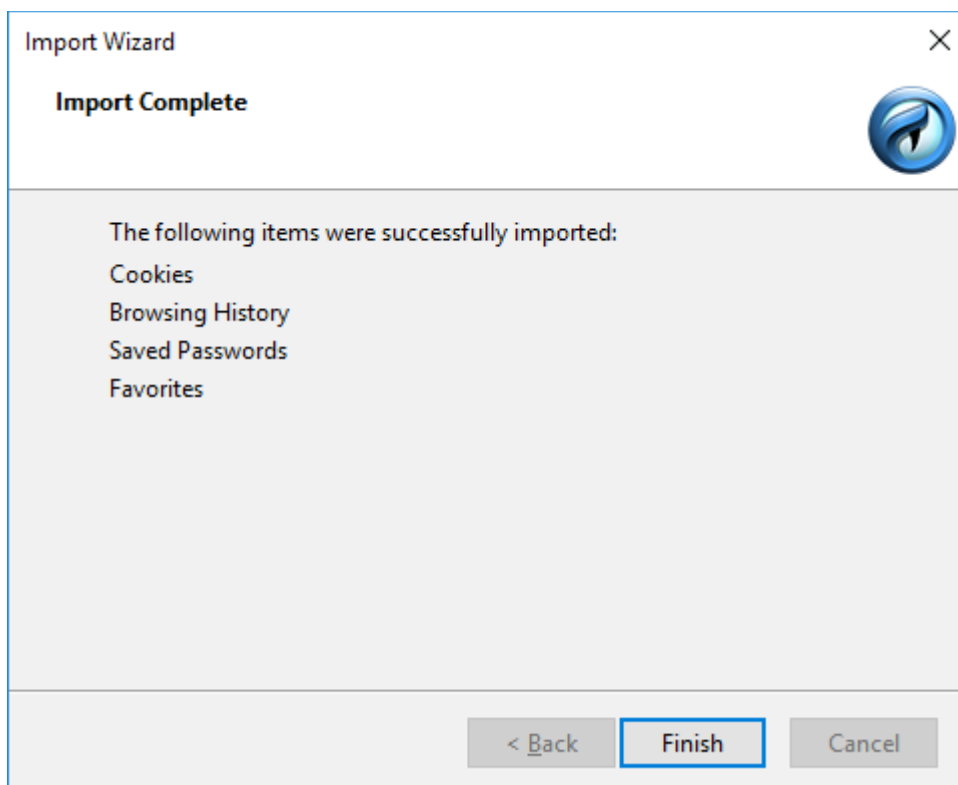 Import Wizard
Import Complete
The following items were successfully imported:
Cookies
Browsing History
Saved Passwords
Favorites
< Back
Finish
Cancel